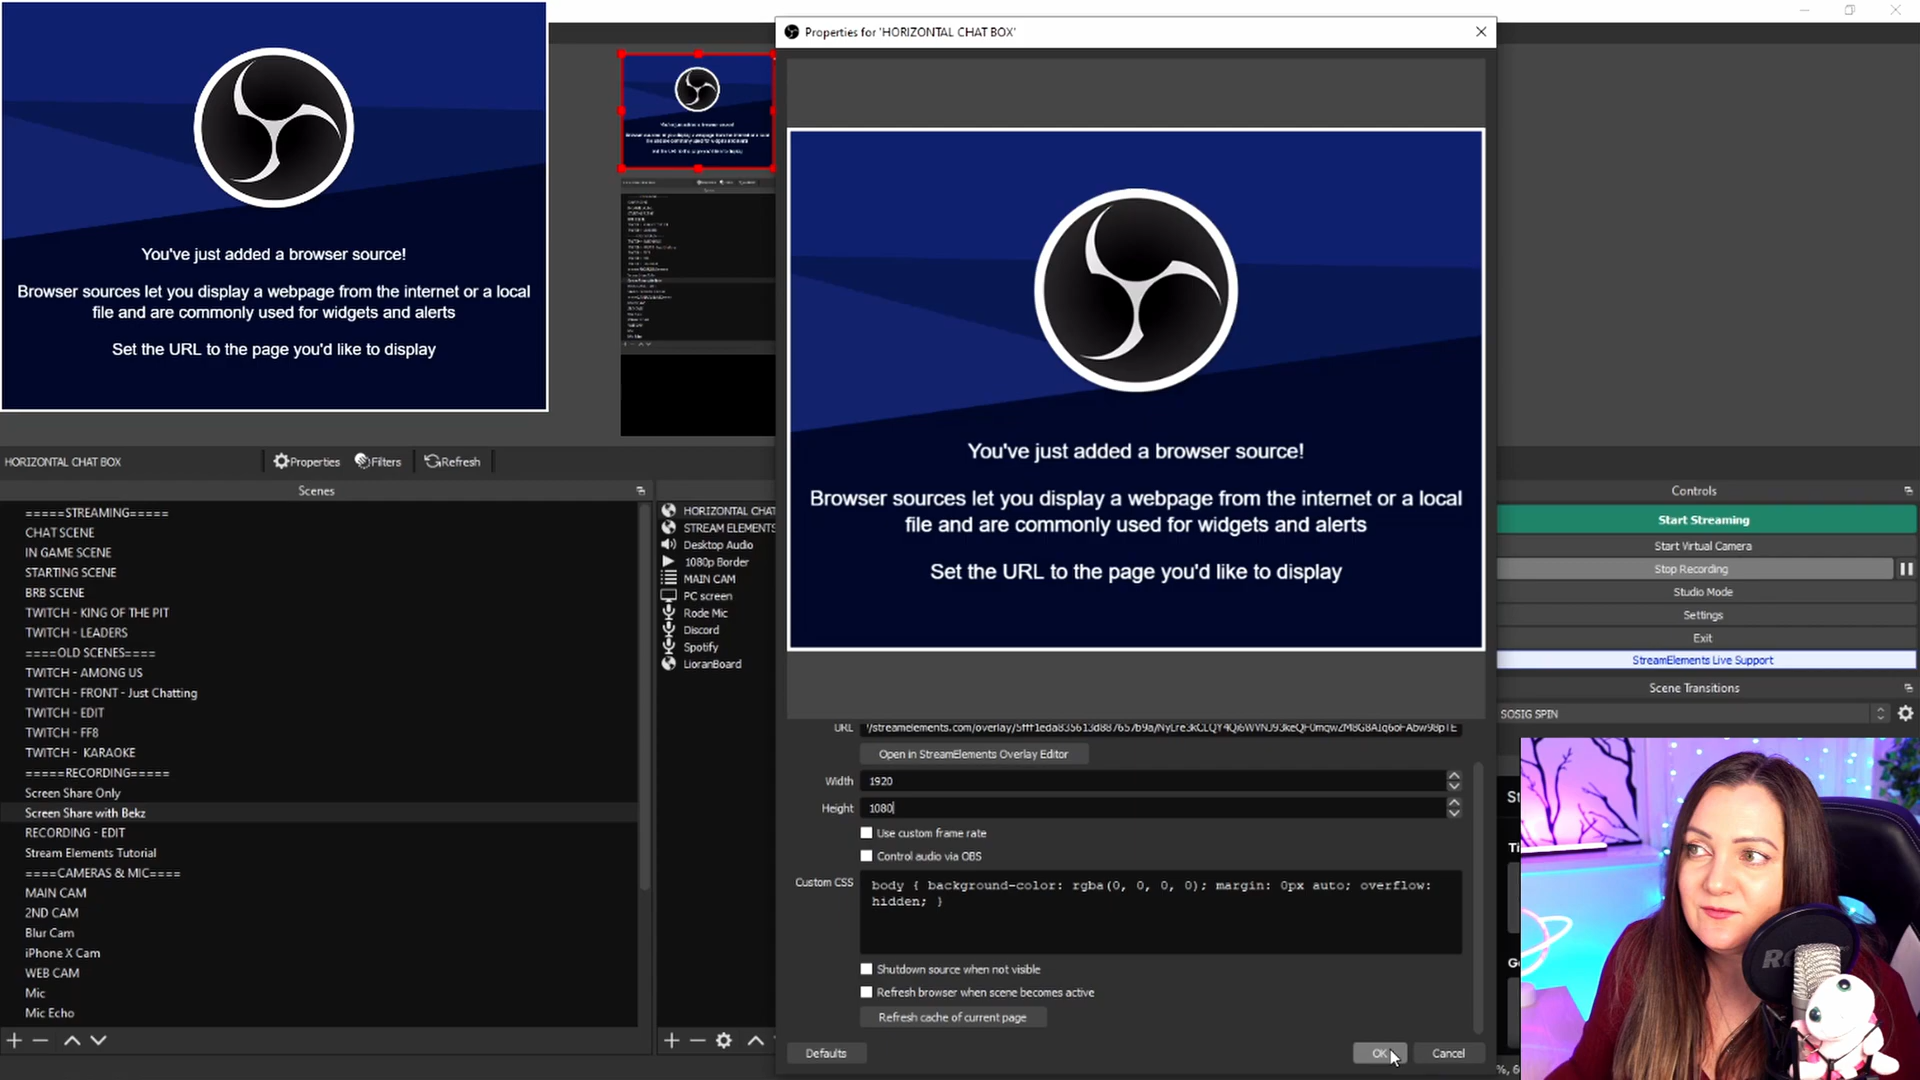 You've just added a browser source!
Browser sources let you display a webpage from the internet or a local
file and are commonly used for widgets and alerts
Set the URL to the page you'd like to display
Properties for 'HORIZONTAL CHAT BOX'
You've just added a browser source!
Browser sources let you display a webpage from the internet or a local
file and are commonly used for widgets and alerts
Set the URL to the page you'd like to display
HORIZONTAL CHAT BOX
Properties
Filters
Refresh
Scenes
=====STREAMING=====
CHAT SCENE
IN GAME SCENE
STARTING SCENE
BRB SCENE
TWITCH - KING OF THE PIT
TWITCH - LEADERS
====OLD SCENES====
TWITCH - AMONG US
TWITCH - FRONT - Just Chatting
TWITCH - EDIT
TWITCH - FF8
TWITCH - KARAOKE
=====RECORDING=====
Screen Share Only
Screen Share with Bekz
RECORDING - EDIT
Stream Elements Tutorial
====CAMERAS & MIC====
MAIN CAM
2ND CAM
Blur Cam
iPhone X Cam
WEB CAM
Mic
Mic Echo
HORIZONTAL CHAT
STREAM ELEMENTS
Desktop Audio
1080p Border
MAIN CAM
PC screen
Rode Mic
Discord
Spotify
LioranBoard
URL
Open in StreamElements Overlay Editor
Width 1920
Height 1080
Use custom frame rate
Control audio via OBS
Custom CSS
body { background-color: rgba(0, 0, 0, 0); margin: 0px auto; overflow:
hidden; }
Shutdown source when not visible
Refresh browser when scene becomes active
Refresh cache of current page
Defaults
OK
Cancel
Controls
Start Streaming
Start Virtual Camera
Stop Recording
Studio Mode
Settings
Exit
StreamElements Live Support
Scene Transitions
SOSIG SPIN